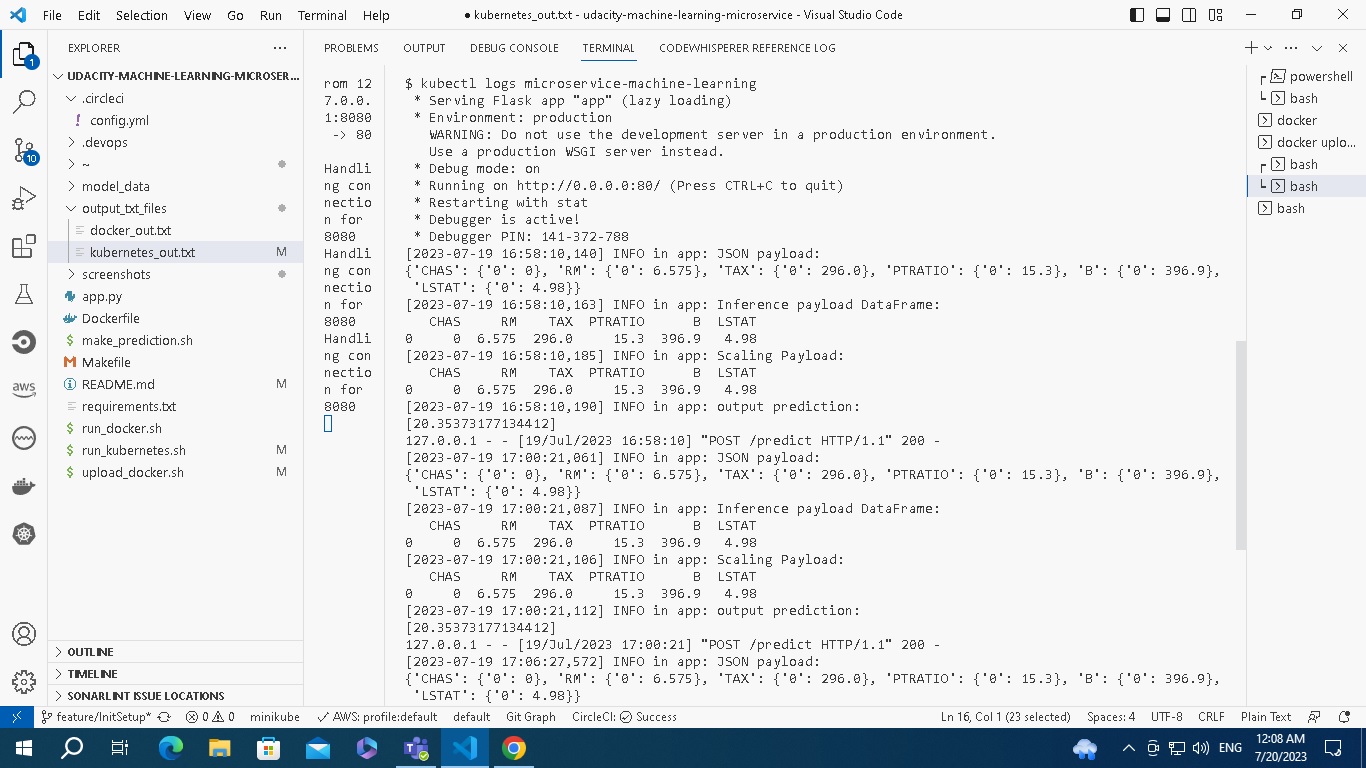 File Edit Selection View Go Run Terminal Help
● kubernetes_out.txt - udacity-machine-learning-microservice - Visual Studio Code
EXPLORER
UDACITY-MACHINE-LEARNING-MICROSER...
.circleci
! config.yml
.devops
~
model_data
output_txt_files
docker_out.txt
kubernetes_out.txt M
screenshots
app.py
Dockerfile
$ make_prediction.sh
Makefile
README.md M
requirements.txt
$ run_docker.sh
$ run_kubernetes.sh M
$ upload_docker.sh M
OUTLINE
TIMELINE
SONARLINT ISSUE LOCATIONS
1
10
aws
PROBLEMS OUTPUT DEBUG CONSOLE TERMINAL CODEWHISPERER REFERENCE LOG
rom 12
7.0.0.
1:8080
-> 80
Handli
ng con
nectio
n for
8080
Handli
ng con
nectio
n for
8080
Handli
ng con
nectio
n for
8080
$ kubectl logs microservice-machine-learning
* Serving Flask app "app" (lazy loading)
* Environment: production
WARNING: Do not use the development server in a production environment.
Use a production WSGI server instead.
* Debug mode: on
* Running on http://0.0.0.0:80/ (Press CTRL+C to quit)
* Restarting with stat
* Debugger is active!
* Debugger PIN: 141-372-788
[2023-07-19 16:58:10,140] INFO in app: JSON payload:
{'CHAS': {'0': 0}, 'RM': {'0': 6.575}, 'TAX': {'0': 296.0}, 'PTRATIO': {'0': 15.3}, 'B': {'0': 396.9},
'LSTAT': {'0': 4.98}}
[2023-07-19 16:58:10,163] INFO in app: Inference payload DataFrame:
CHAS RM TAX PTRATIO B LSTAT
0 0 6.575 296.0 15.3 396.9 4.98
[2023-07-19 16:58:10,185] INFO in app: Scaling Payload:
CHAS RM TAX PTRATIO B LSTAT
0 0 6.575 296.0 15.3 396.9 4.98
[2023-07-19 16:58:10,190] INFO in app: output prediction:
[20.35373177134412]
127.0.0.1 - - [19/Jul/2023 16:58:10] "POST /predict HTTP/1.1" 200 -
[2023-07-19 17:00:21,061] INFO in app: JSON payload:
{'CHAS': {'0': 0}, 'RM': {'0': 6.575}, 'TAX': {'0': 296.0}, 'PTRATIO': {'0': 15.3}, 'B': {'0': 396.9},
'LSTAT': {'0': 4.98}}
[2023-07-19 17:00:21,087] INFO in app: Inference payload DataFrame:
CHAS RM TAX PTRATIO B LSTAT
0 0 6.575 296.0 15.3 396.9 4.98
[2023-07-19 17:00:21,106] INFO in app: Scaling Payload:
CHAS RM TAX PTRATIO B LSTAT
0 0 6.575 296.0 15.3 396.9 4.98
[2023-07-19 17:00:21,112] INFO in app: output prediction:
[20.35373177134412]
127.0.0.1 - - [19/Jul/2023 17:00:21] "POST /predict HTTP/1.1" 200 -
[2023-07-19 17:06:27,572] INFO in app: JSON payload:
{'CHAS': {'0': 0}, 'RM': {'0': 6.575}, 'TAX': {'0': 296.0}, 'PTRATIO': {'0': 15.3}, 'B': {'0': 396.9},
'LSTAT': {'0': 4.98}}
powershell
bash
docker
docker uplo...
bash
bash
bash
feature/InitSetup* 0 0 minikube AWS: profile:default default Git Graph CircleCI: Success Ln 16, Col 1 (23 selected) Spaces: 4 UTF-8 CRLF Plain Text
ENG
12:08 AM
7/20/2023